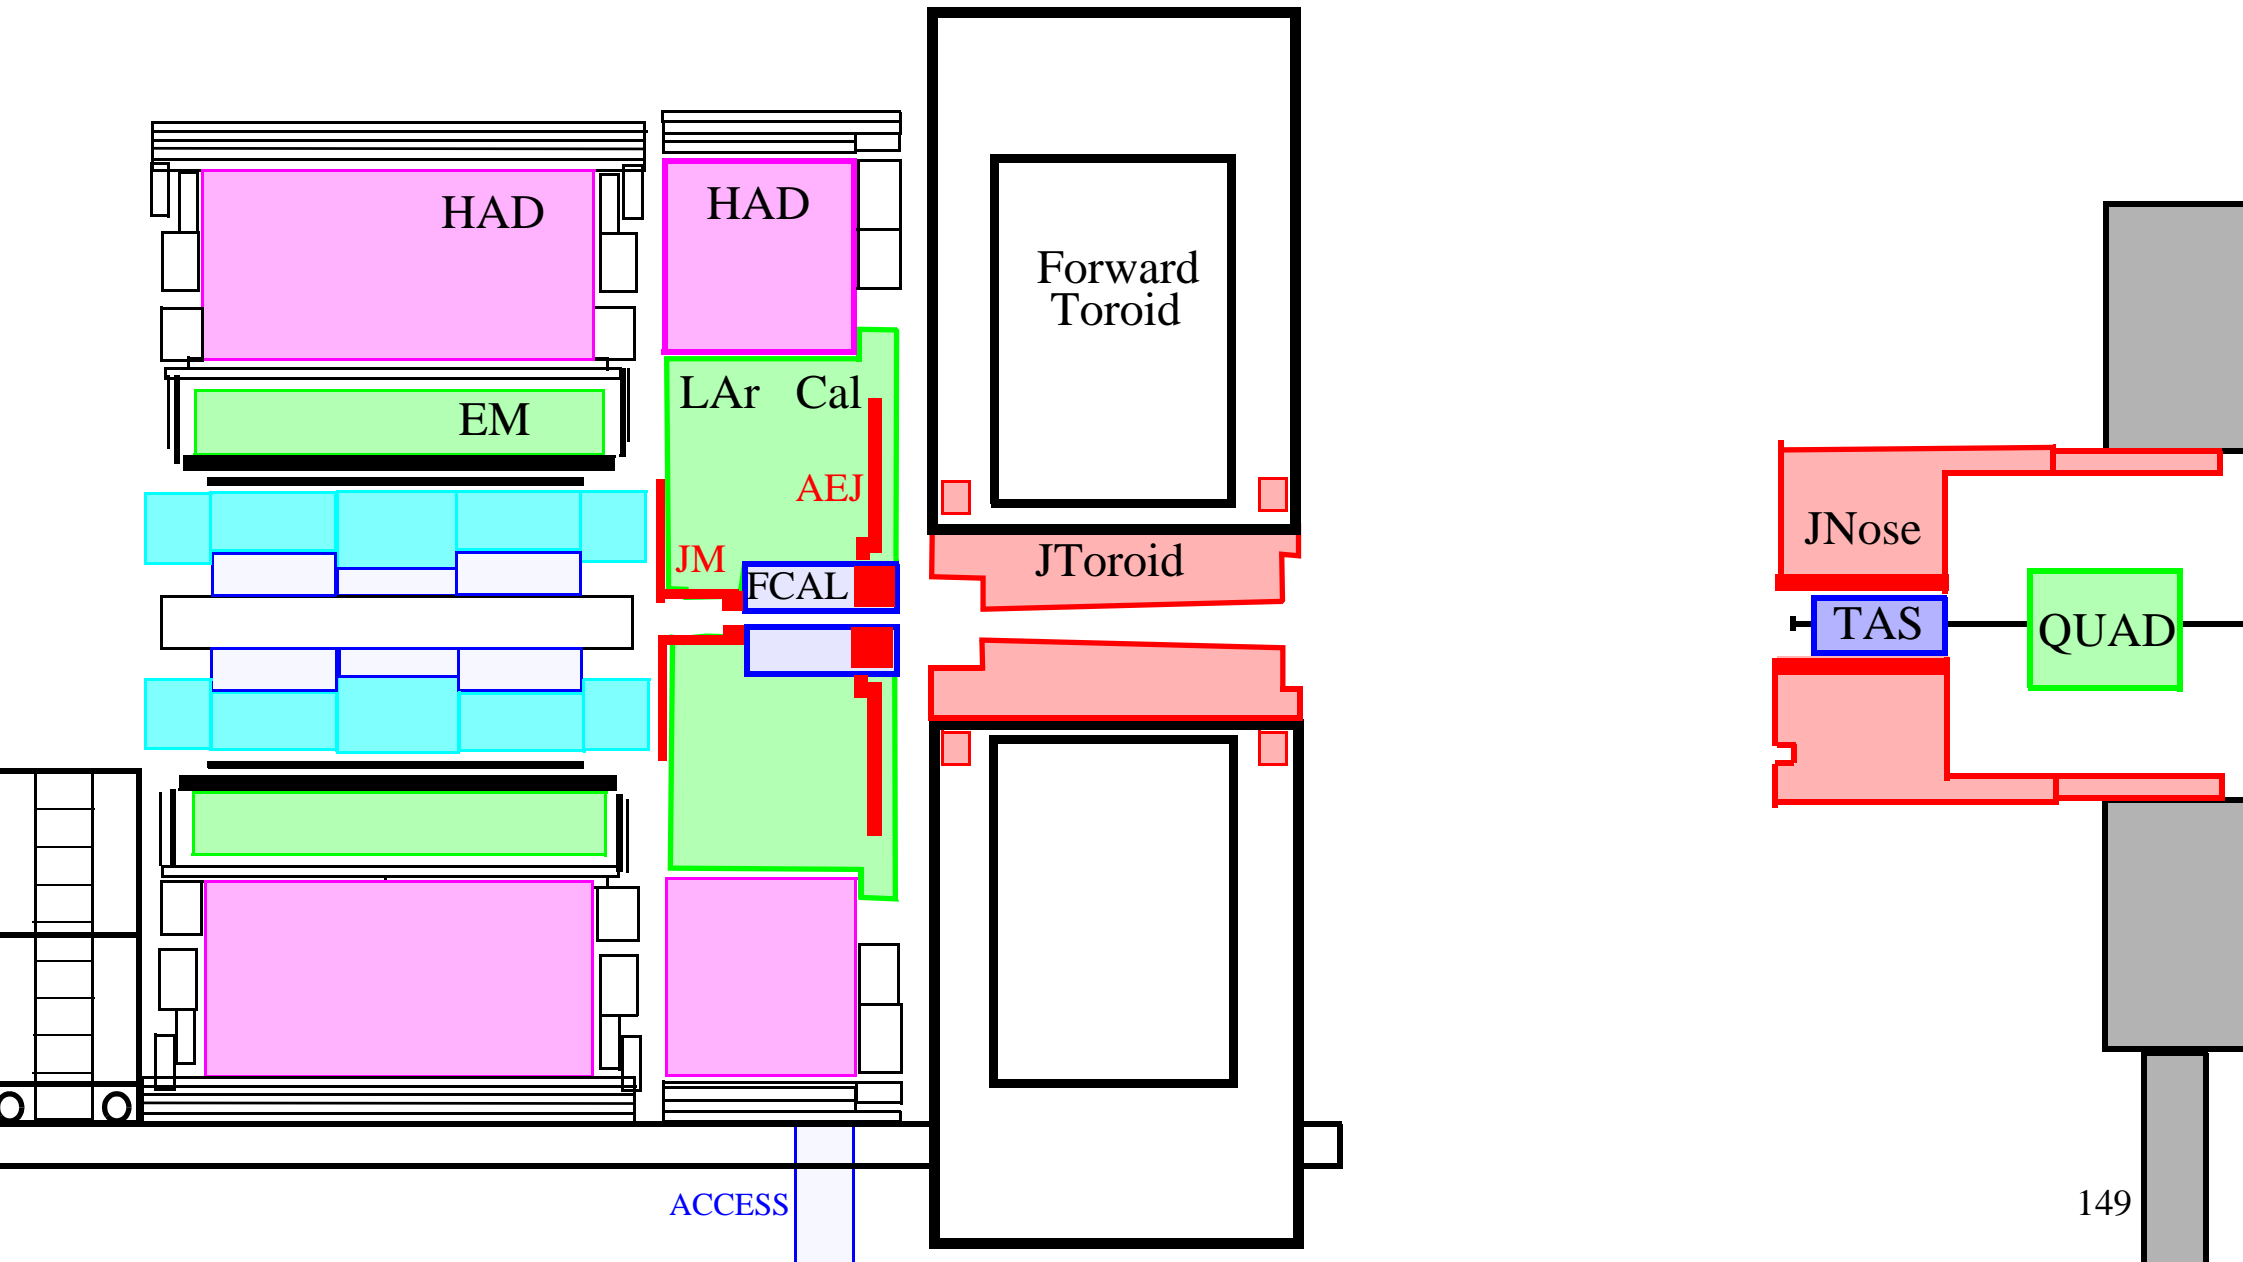 HAD
HAD
Forward
Toroid
LAr Cal
EM
AEJ
JM
FCAL
JToroid
JNose
TAS
QUAD
ACCESS
149